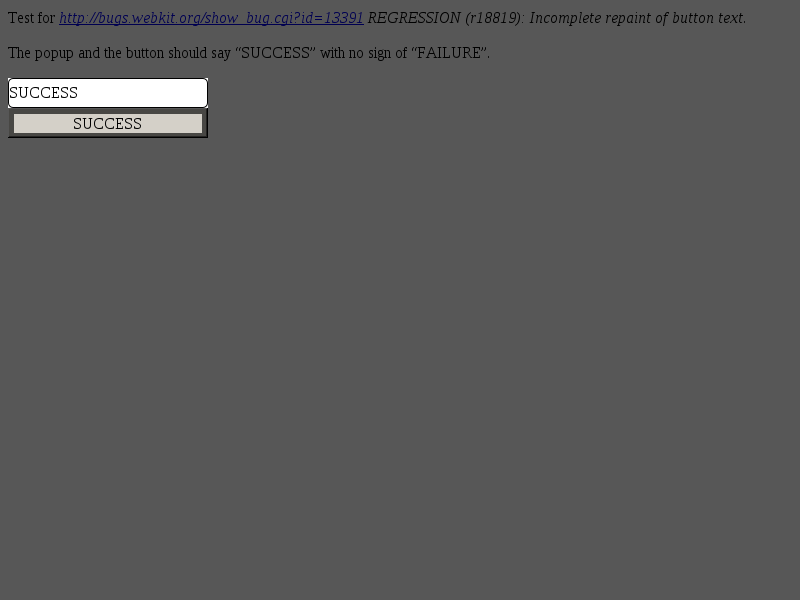 Test for http://bugs.webkit.org/show_bug.cgi?id=13391 REGRESSION (r18819): Incomplete repaint of button text.
The popup and the button should say “SUCCESS” with no sign of “FAILURE”.
SUCCESS
SUCCESS